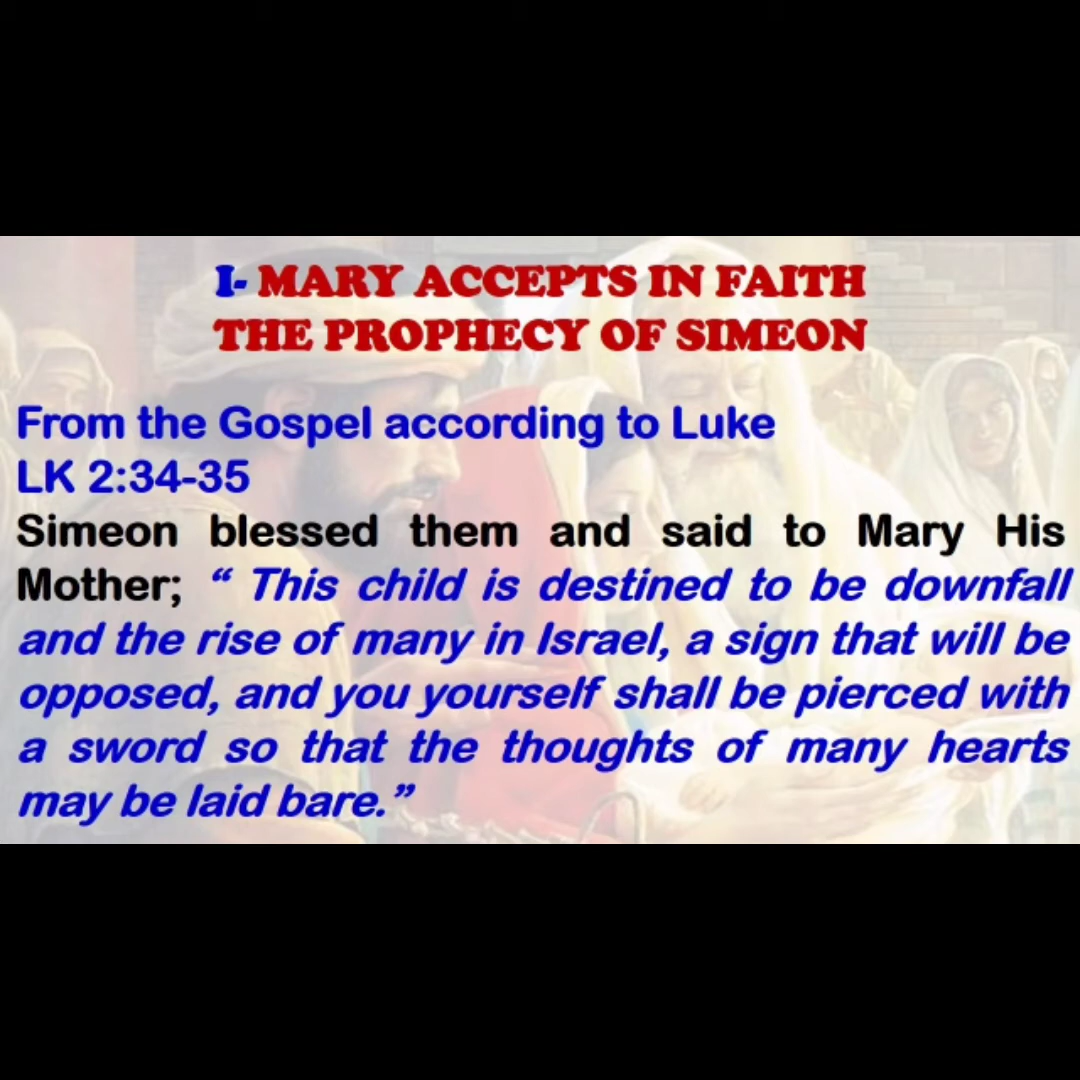 I- MARY ACCEPTS IN FAITH
THE PROPHECY OF SIMEON
From the Gospel according to Luke
LK 2:34-35
Simeon blessed them and said to Mary His
Mother; “ This child is destined to be downfall
and the rise of many in Israel, a sign that will be
opposed, and you yourself shall be pierced with
a sword so that the thoughts of many hearts
may be laid bare.”